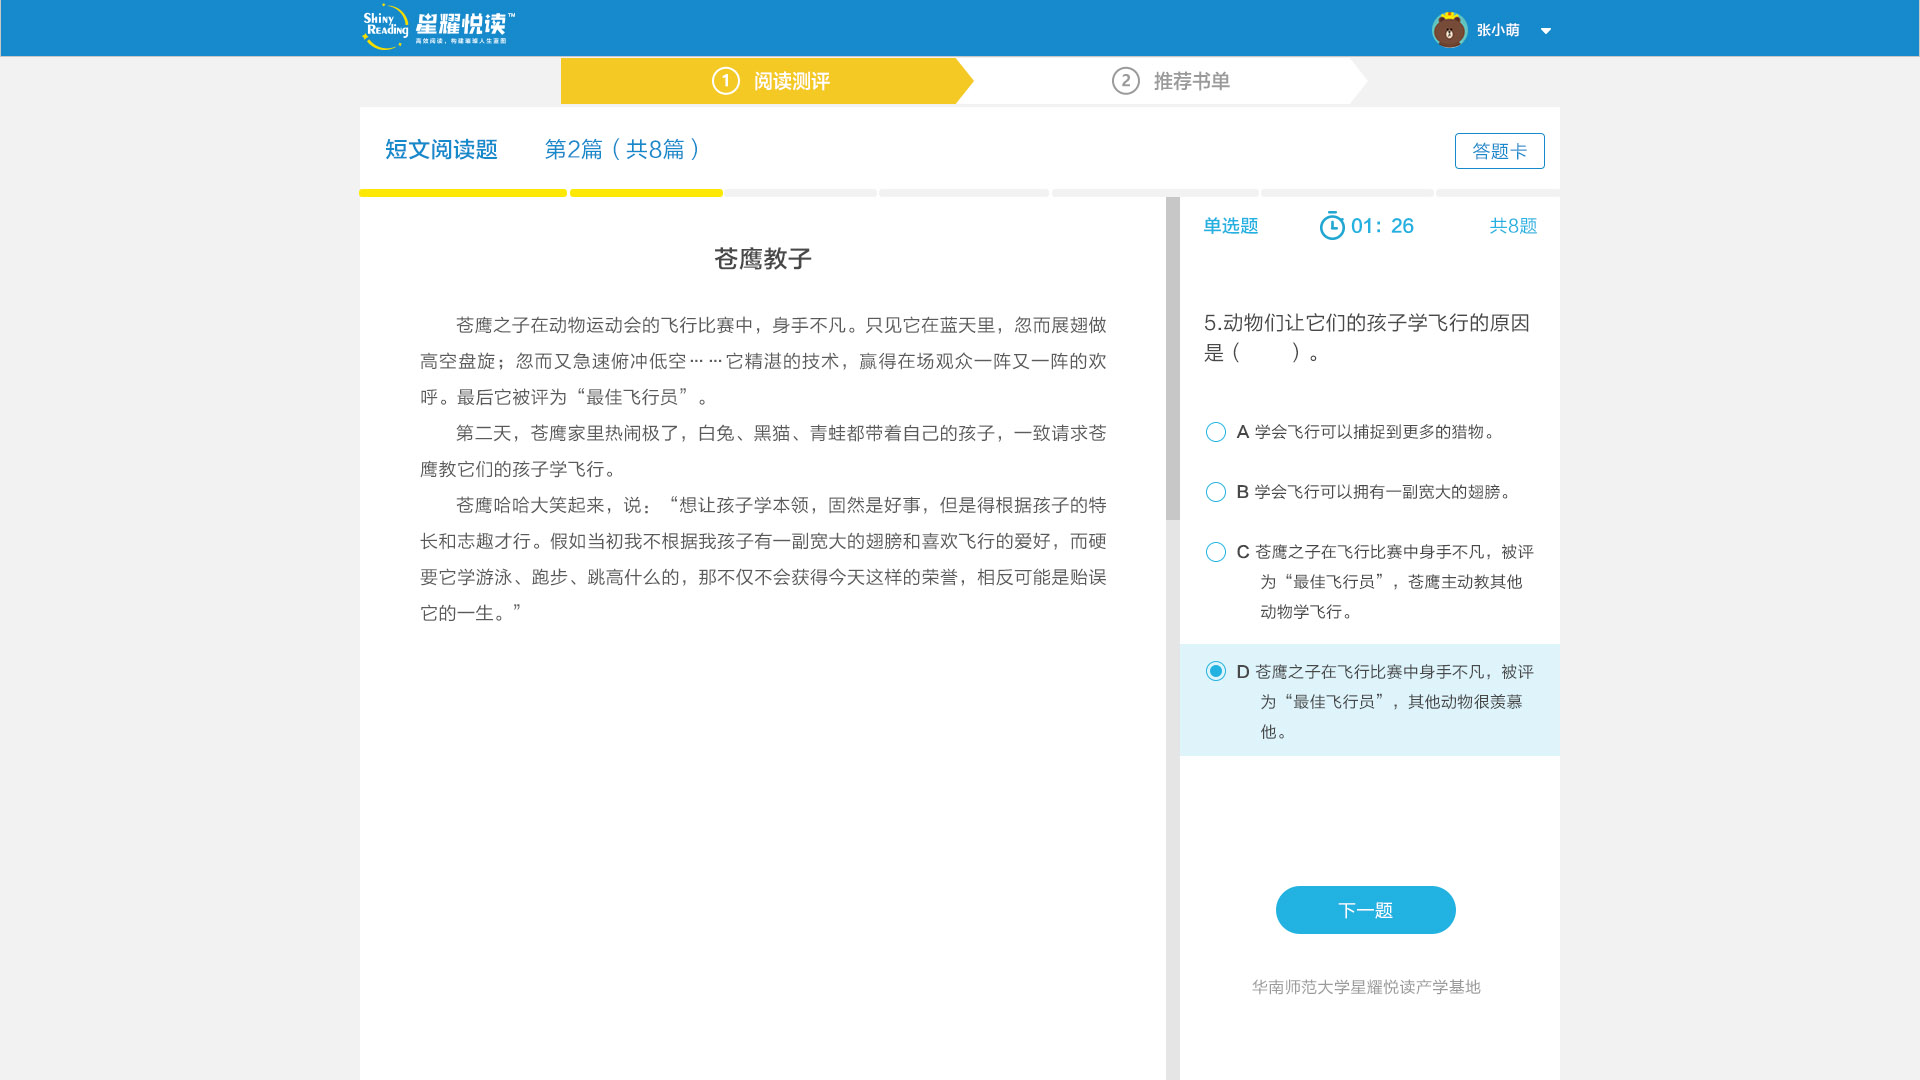 Shiny Reading 星耀悦读™
高效阅读，构建璀璨人生蓝图
张小萌
1 阅读测评
2 推荐书单
短文阅读题 第2篇（共8篇）
答题卡
苍鹰教子
苍鹰之子在动物运动会的飞行比赛中，身手不凡。只见它在蓝天里，忽而展翅做
高空盘旋；忽而又急速俯冲低空……它精湛的技术，赢得在场观众一阵又一阵的欢
呼。最后它被评为“最佳飞行员”。
第二天，苍鹰家里热闹极了，白兔、黑猫、青蛙都带着自己的孩子，一致请求苍
鹰教它们的孩子学飞行。
苍鹰哈哈大笑起来，说：“想让孩子学本领，固然是好事，但是得根据孩子的特
长和志趣才行。假如当初我不根据我孩子有一副宽大的翅膀和喜欢飞行的爱好，而硬
要它学游泳、跑步、跳高什么的，那不仅不会获得今天这样的荣誉，相反可能是贻误
它的一生。”
单选题 01：26 共8题
5.动物们让它们的孩子学飞行的原因
是（ ）。
A 学会飞行可以捕捉到更多的猎物。
B 学会飞行可以拥有一副宽大的翅膀。
C 苍鹰之子在飞行比赛中身手不凡，被评
为“最佳飞行员”，苍鹰主动教其他
动物学飞行。
D 苍鹰之子在飞行比赛中身手不凡，被评
为“最佳飞行员”，其他动物很羡慕
他。
下一题
华南师范大学星耀悦读产学基地